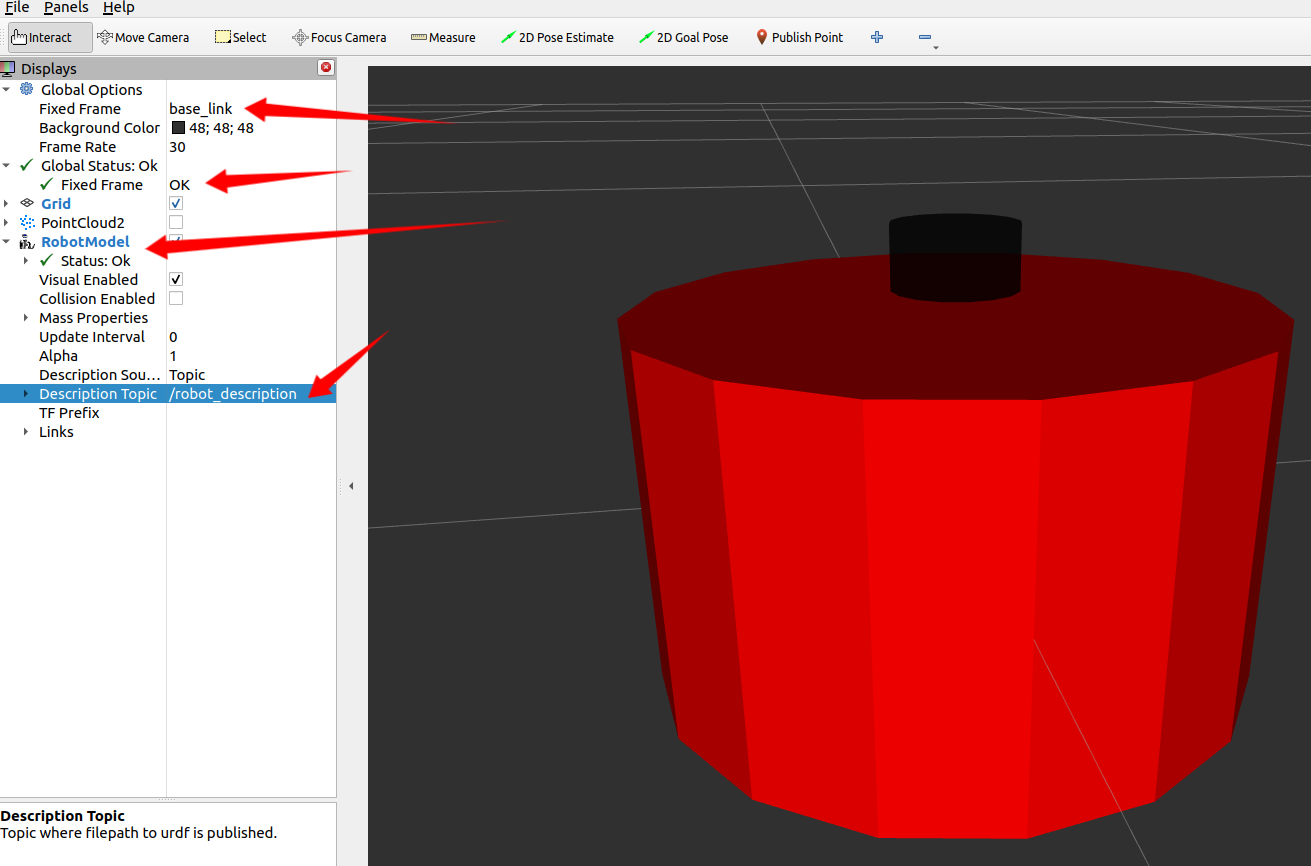 File Panels Help
Interact Move Camera Select Focus Camera Measure 2D Pose Estimate 2D Goal Pose Publish Point
Displays
Global Options
Fixed Frame base_link
Background Color 48; 48; 48
Frame Rate 30
Global Status: Ok
Fixed Frame OK
Grid
PointCloud2
RobotModel
Status: Ok
Visual Enabled
Collision Enabled
Mass Properties
Update Interval 0
Alpha 1
Description Sou... Topic
Description Topic /robot_description
TF Prefix
Links
Description Topic
Topic where filepath to urdf is published.